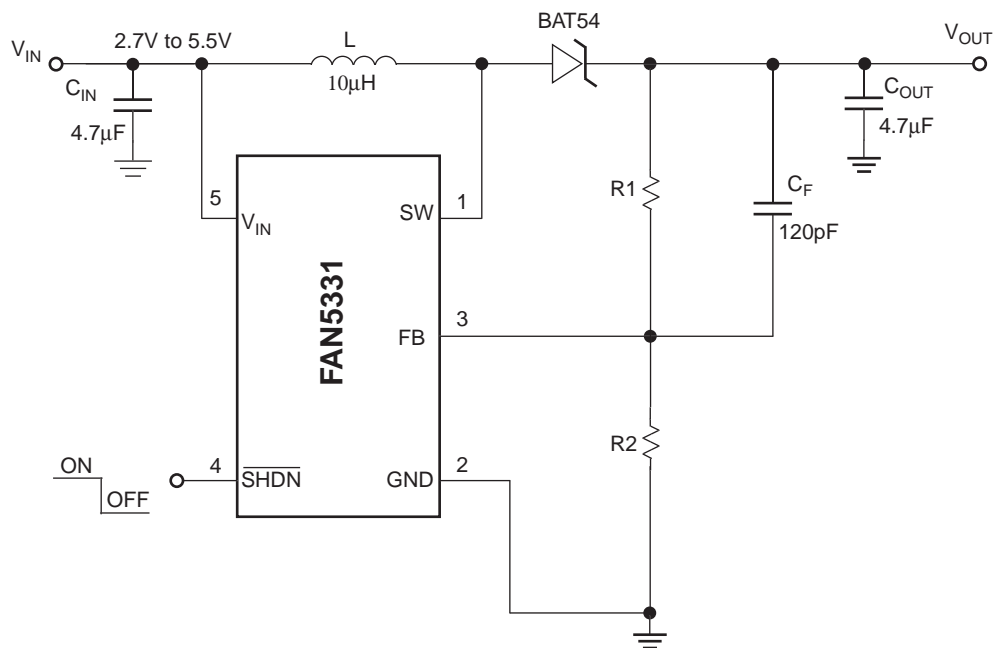 BAT54
V_IN
2.7V to 5.5V
L
V_OUT
10μH
C_IN
C_OUT
4.7μF
4.7μF
R1
C_F
5
1
V_IN
SW
120pF
FAN5331
FB
3
R2
ON
4
SHDN
GND
2
OFF